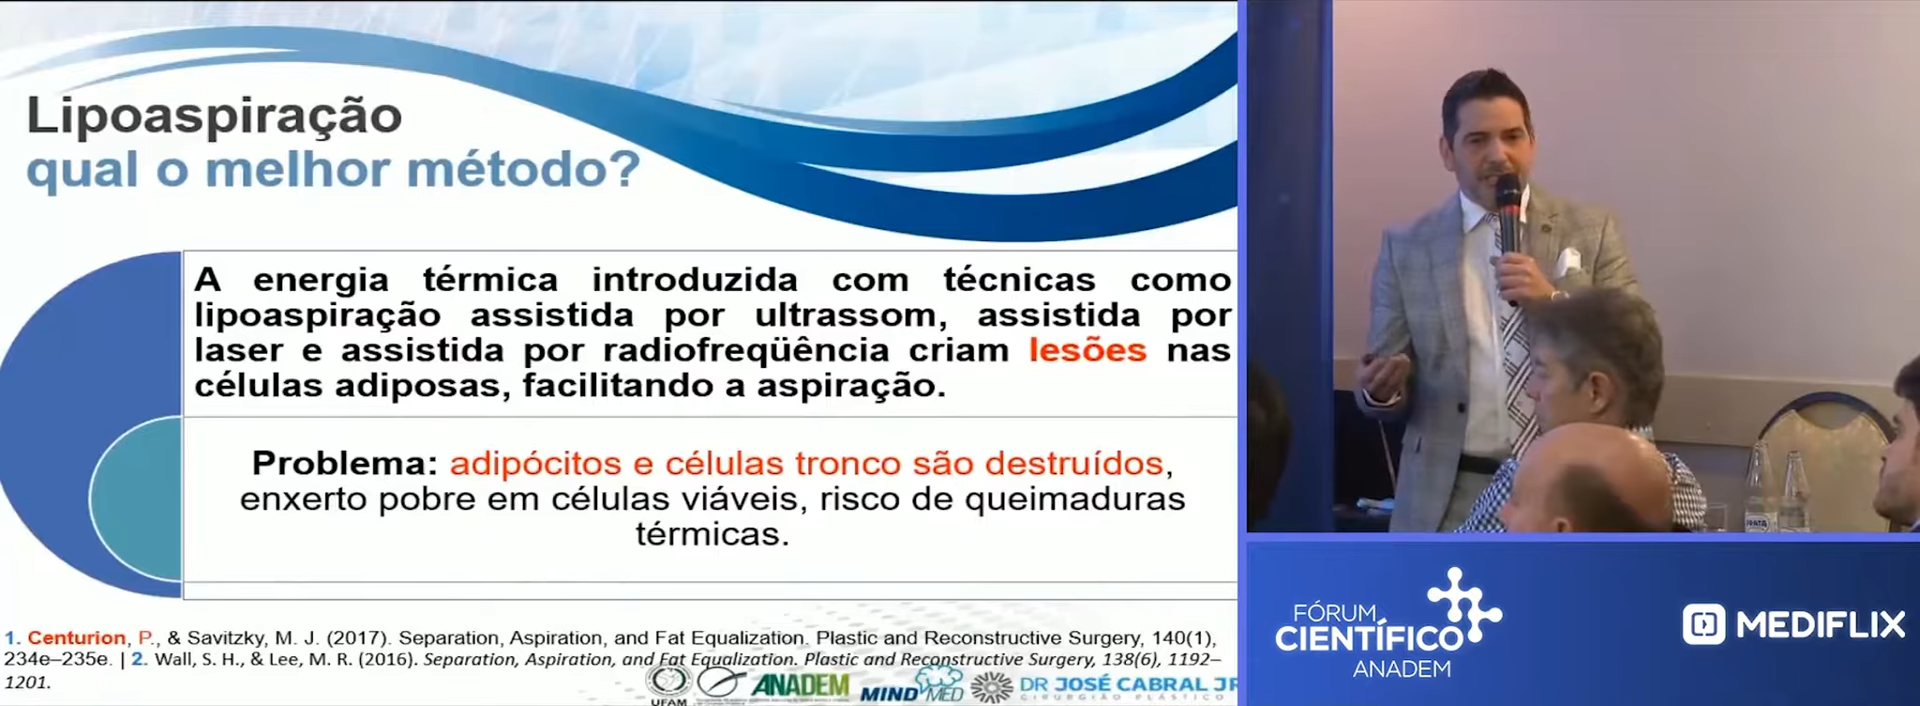 Lipoaspiração
qual o melhor método?
A energia térmica introduzida com técnicas como
lipoaspiração assistida por ultrassom, assistida por
laser e assistida por radiofreqüência criam lesões nas
células adiposas, facilitando a aspiração.
Problema: adipócitos e células tronco são destruídos,
enxerto pobre em células viáveis, risco de queimaduras
térmicas.
1. Centurion, P., & Savitzky, M. J. (2017). Separation, Aspiration, and Fat Equalization. Plastic and Reconstructive Surgery, 140(1),
234e–235e. | 2. Wall, S. H., & Lee, M. R. (2016). Separation, Aspiration, and Fat Equalization. Plastic and Reconstructive Surgery, 138(6), 1192–
1201.
UFAM
ANADEM
MINDMED
DR JOSÉ CABRAL JR
CIRURGIÃO PLÁSTICO
FÓRUM
CIENTÍFICO
ANADEM
MEDIFLIX